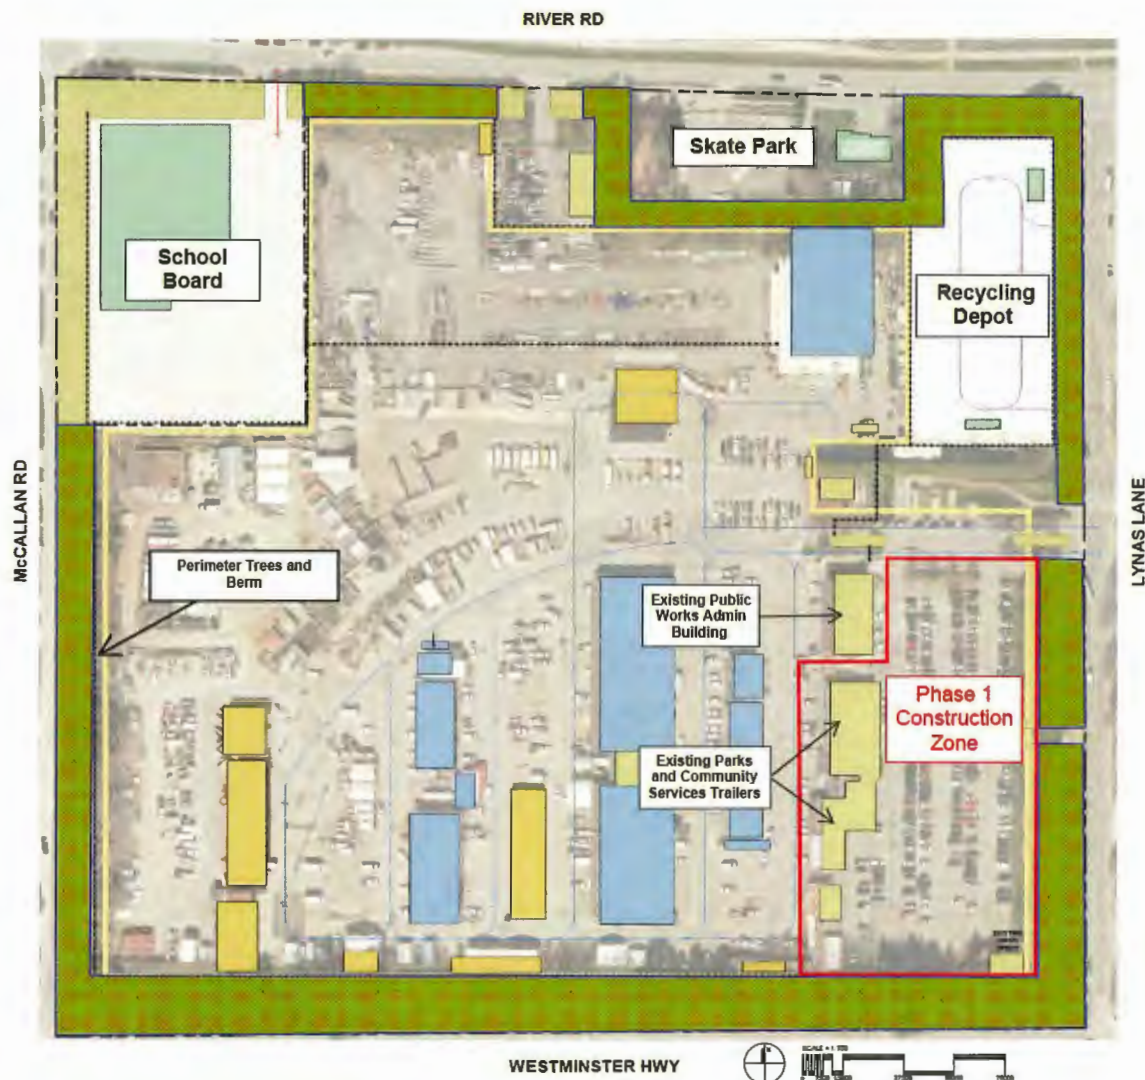 RIVER RD
Skate Park
School
Board
Recycling
Depot
McCALLAN RD
LYNAS LANE
Perimeter Trees and
Berm
Existing Public
Works Admin
Building
Phase 1
Construction
Zone
Existing Parks
and Community
Services Trailers
WESTMINSTER HWY